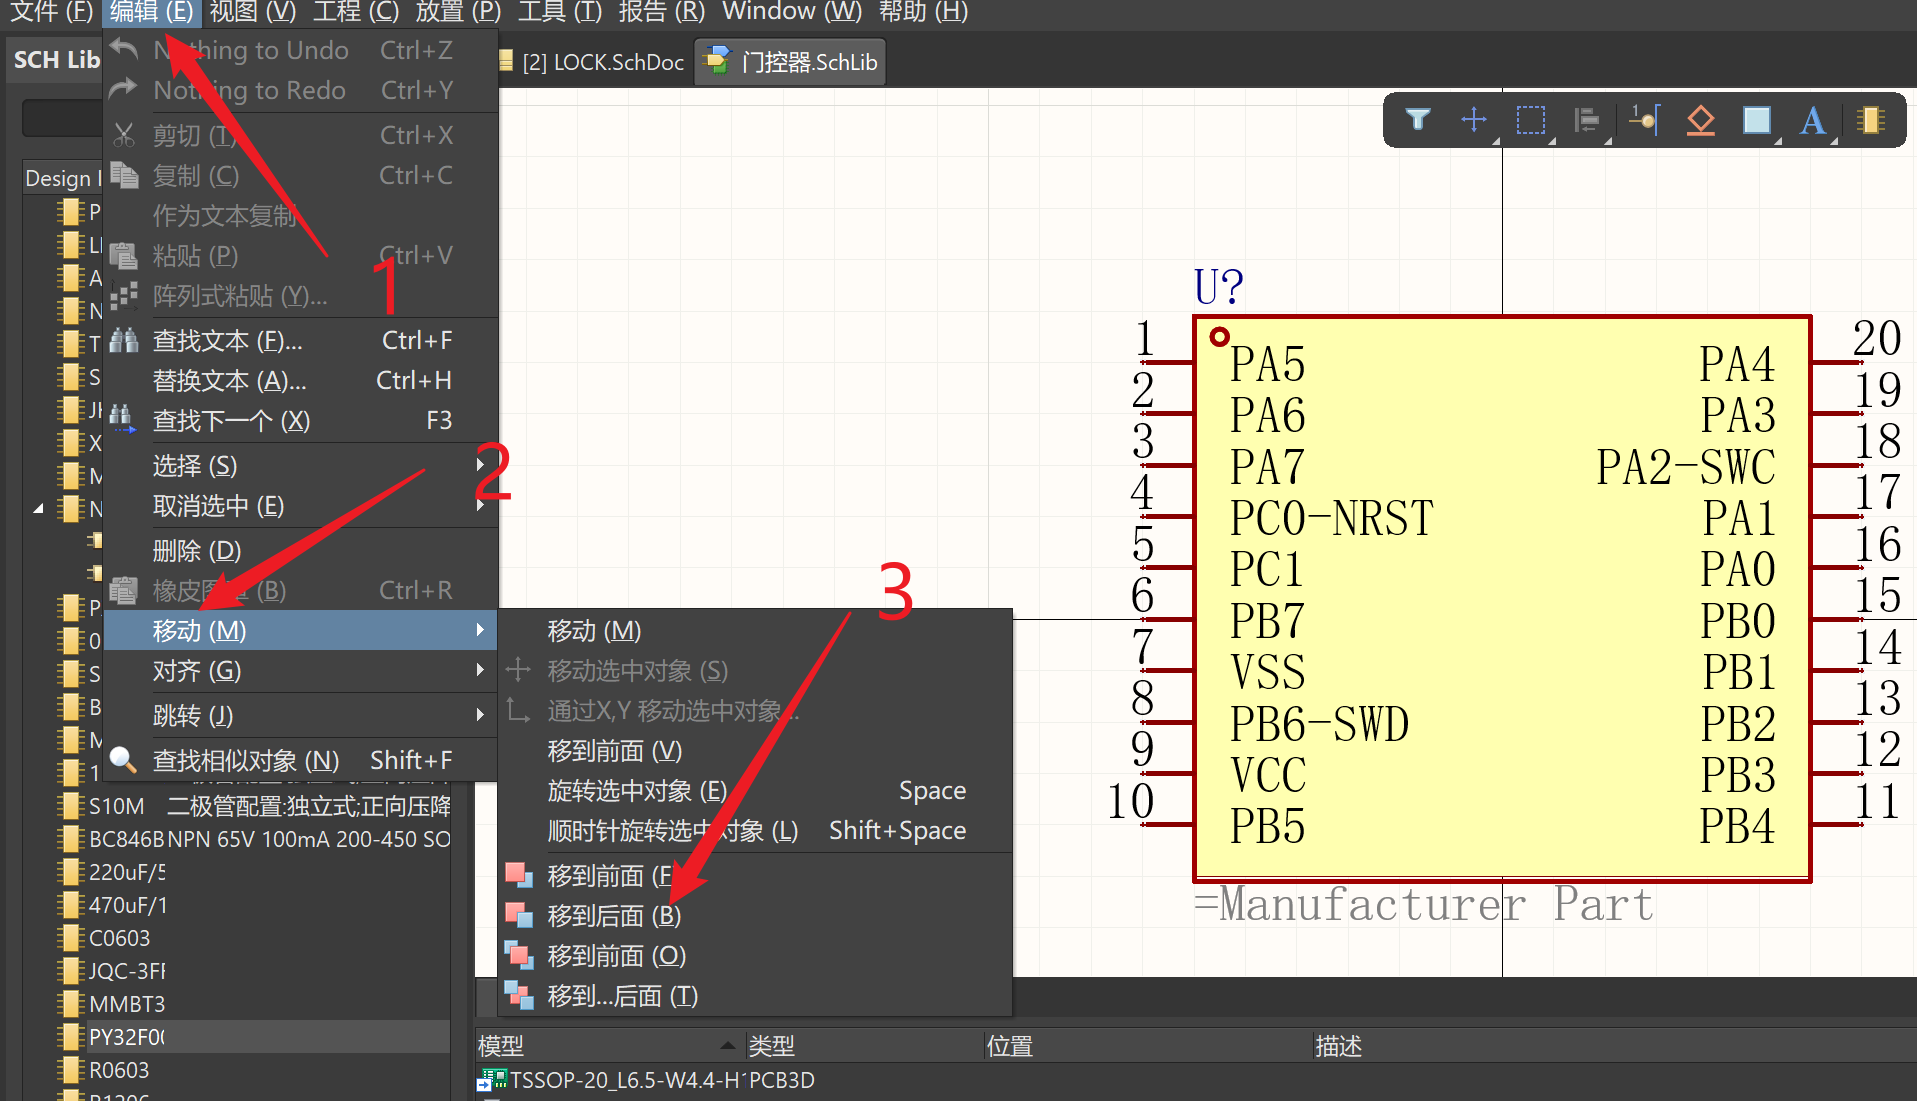 文件 (F) 编辑 (E) 视图 (V) 工程 (C) 放置 (P) 工具 (T) 报告 (R) Window (W) 帮助 (H)
SCH Lib
[2] LOCK.SchDoc
门控器.SchLib
Nothing to Undo Ctrl+Z
Nothing to Redo Ctrl+Y
剪切 (T) Ctrl+X
复制 (C) Ctrl+C
作为文本复制
粘贴 (P) Ctrl+V
阵列式粘贴 (Y)...
查找文本 (F)... Ctrl+F
替换文本 (A)... Ctrl+H
查找下一个 (X) F3
选择 (S)
取消选中 (E)
删除 (D)
橡皮图章 (B) Ctrl+R
移动 (M)
对齐 (G)
跳转 (J)
查找相似对象 (N) Shift+F
1
2
3
移动 (M)
移动选中对象 (S)
通过X,Y 移动选中对象...
移到前面 (V)
旋转选中对象 (E) Space
顺时针旋转选中对象 (L) Shift+Space
移到前面 (F
移到后面 (B)
移到前面 (O)
移到...后面 (T)
Design I
P
LI
A
N
T
S
JH
X
M
N
P
0
S
B
M
1
S10M 二极管配置:独立式;正向压降
BC846B NPN 65V 100mA 200-450 SO
220uF/5
470uF/1
C0603
JQC-3FF
MMBT3
PY32F00
R0603
R1206
U?
1 PA5 PA4 20
2 PA6 PA3 19
3 PA7 PA2-SWC 18
4 PC0-NRST PA1 17
5 PC1 PA0 16
6 PB7 PB0 15
7 VSS PB1 14
8 PB6-SWD PB2 13
9 VCC PB3 12
10 PB5 PB4 11
=Manufacturer Part
模型 类型 位置 描述
TSSOP-20_L6.5-W4.4-H PCB3D